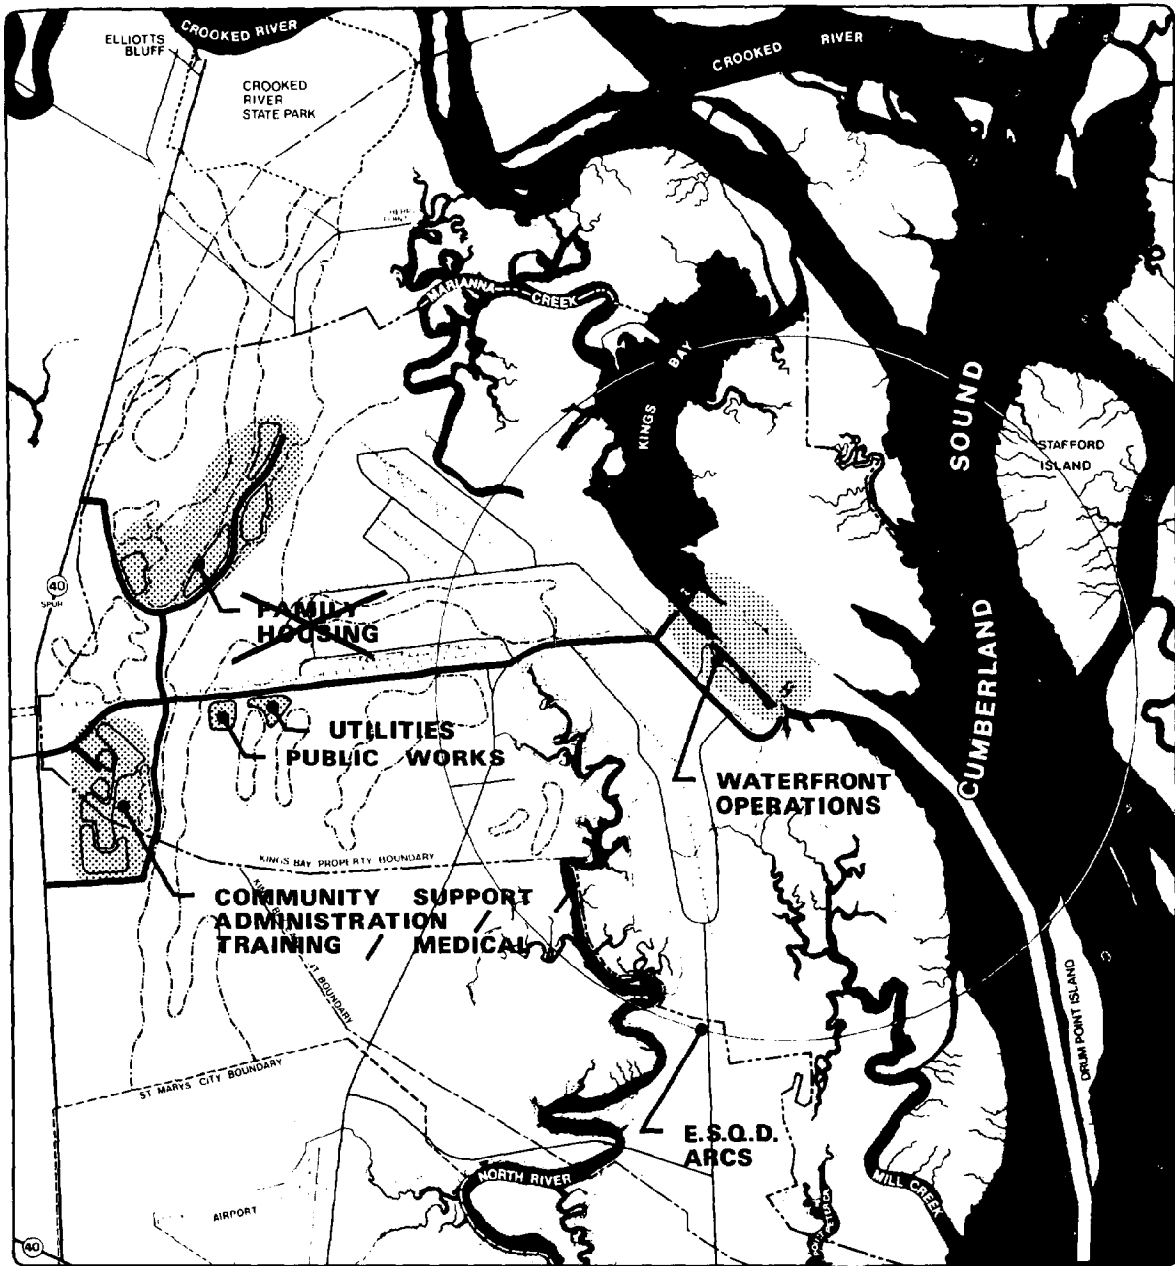 CROOKED RIVER
ELLIOTTS
BLUFF
CROOKED RIVER
CROOKED
RIVER
STATE PARK
MARIANNA CREEK
KINGS BAY
SOUND
CUMBERLAND
STAFFORD
ISLAND
40
SPUR
FAMILY
HOUSING
UTILITIES
PUBLIC WORKS
WATERFRONT
OPERATIONS
KINGS BAY PROPERTY BOUNDARY
COMMUNITY SUPPORT
ADMINISTRATION /
TRAINING / MEDICAL
BOUNDARY
DRUM POINT ISLAND
ST MARYS CITY BOUNDARY
E.S.Q.D.
ARCS
NORTH RIVER
MILL CREEK
AIRPORT
40